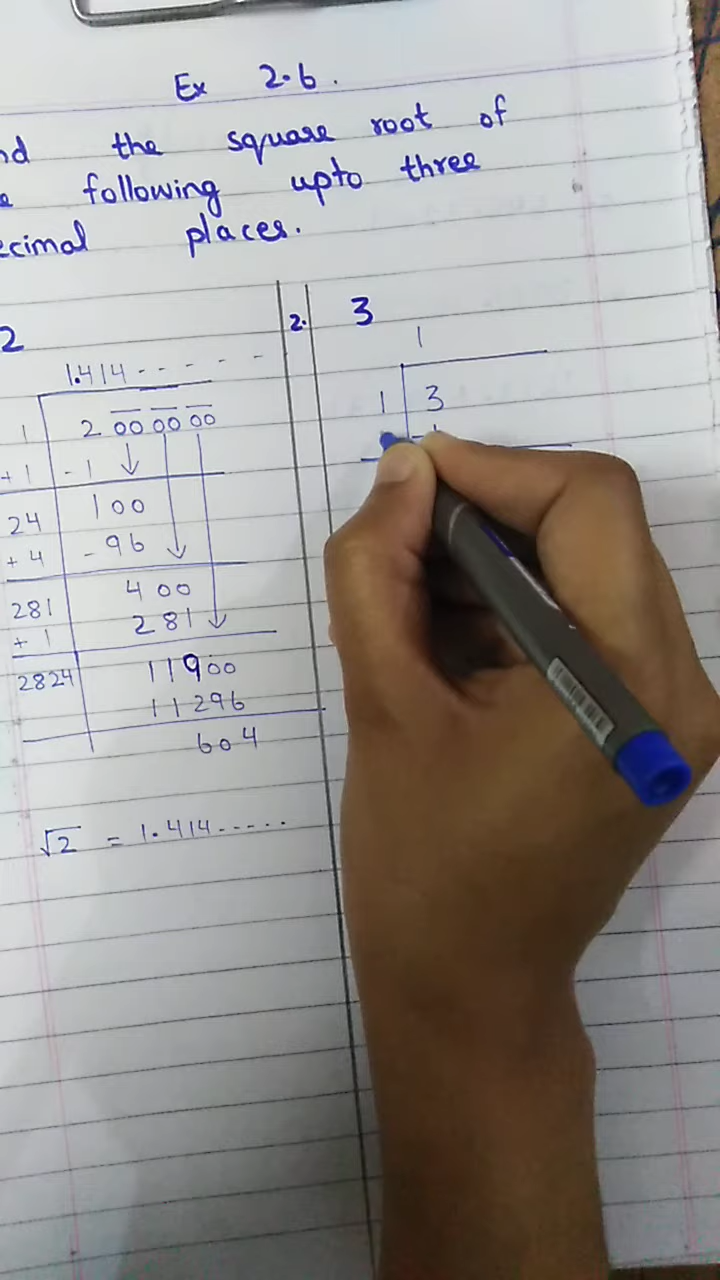 Ex 2.6.
nd the square root of
following upto three
ecimal places.
2
1.414------
1 2 00 00 00
+1 -1
24 100
+4 -96
281 400
+1 281
2824 11900
11296
604
√2 = 1.414-----
2. 3
1
1 3